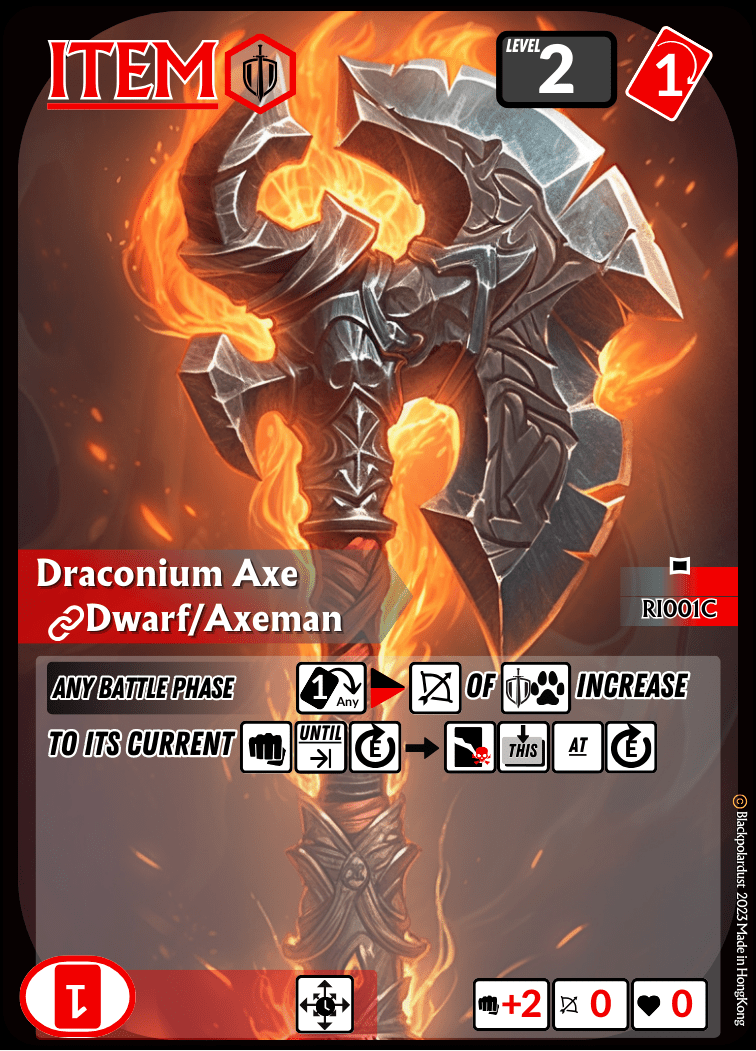 ITEM
LEVEL 2
1
Draconium Axe
Dwarf/Axeman
RI001C
ANY BATTLE PHASE 1 Any OF INCREASE
TO ITS CURRENT UNTIL E THIS AT E
© Blackpolardust 2023 Made in HongKong
1
+2 0 0